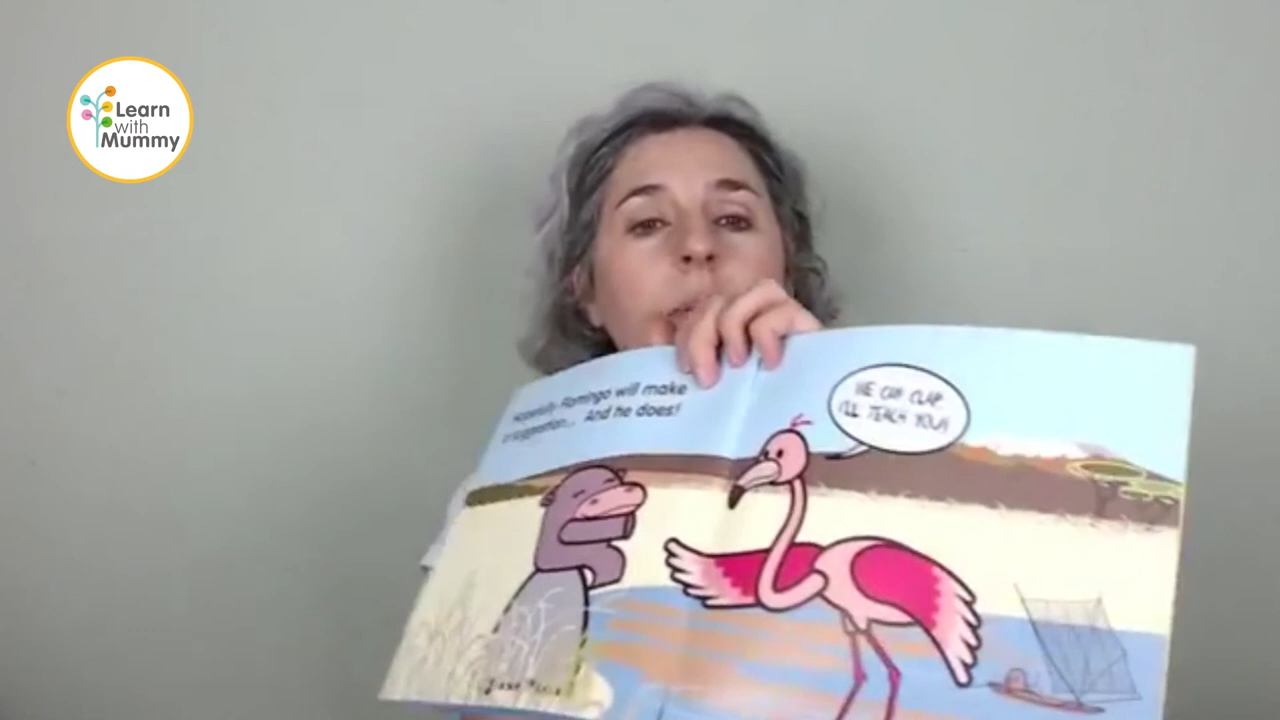 Learn
with
Mummy
Hopefully Flamingo will make
a suggestion... And he does!
WE CAN CLAP.
I'LL TEACH YOU!